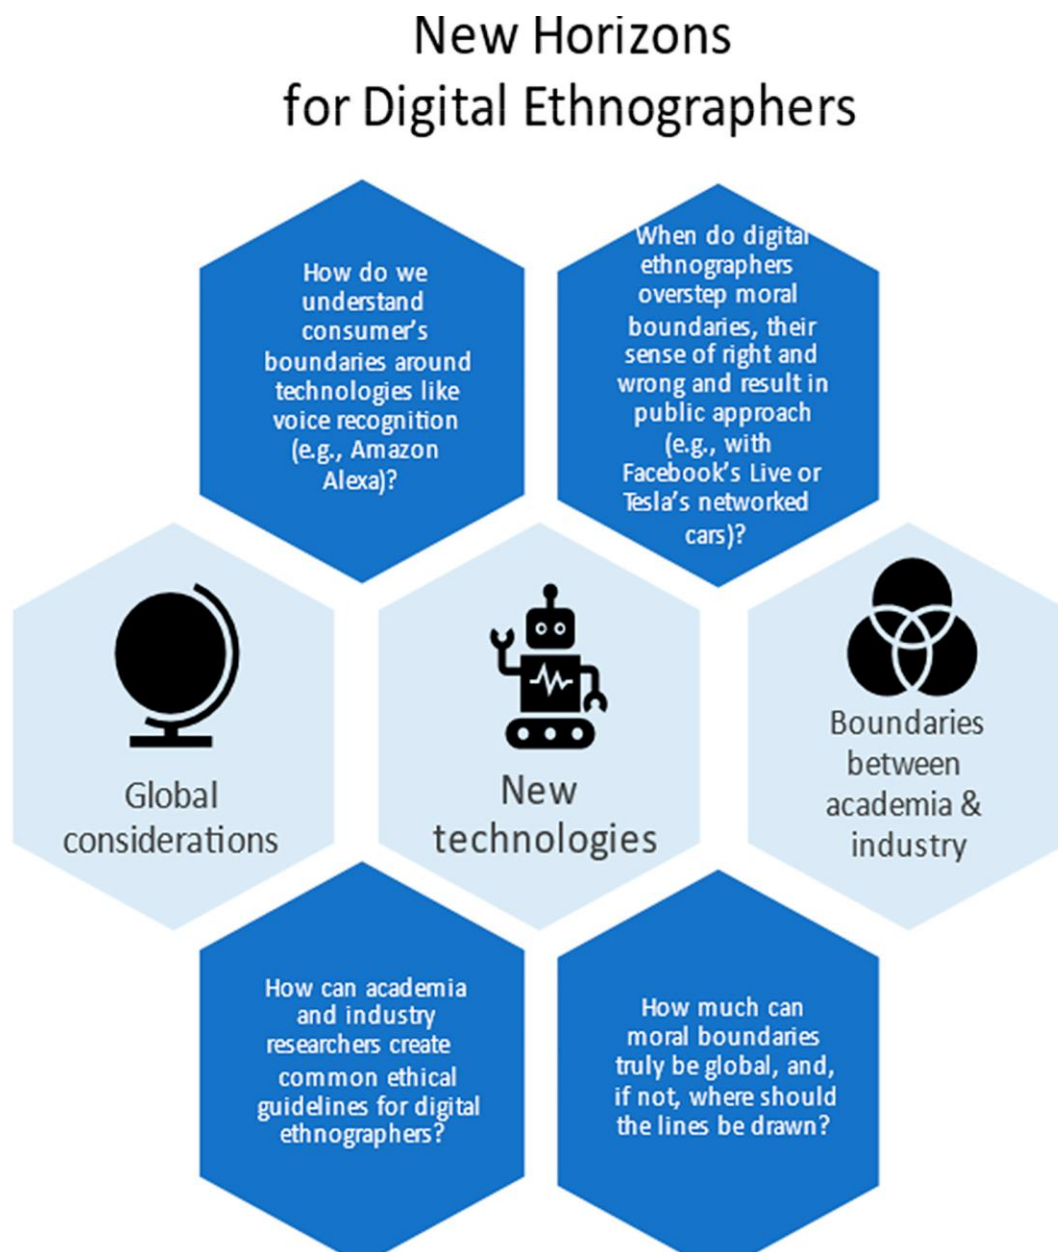 New Horizons
for Digital Ethnographers
How do we
understand
consumer's
boundaries around
technologies like
voice recognition
(e.g., Amazon
Alexa)?
When do digital
ethnographers
overstep moral
boundaries, their
sense of right and
wrong and result in
public approach
(e.g., with
Facebook's Live or
Tesla's networked
cars)?
Global
considerations
New
technologies
Boundaries
between
academia &
industry
How can academia
and industry
researchers create
common ethical
guidelines for digital
ethnographers?
How much can
moral boundaries
truly be global, and,
if not, where should
the lines be drawn?